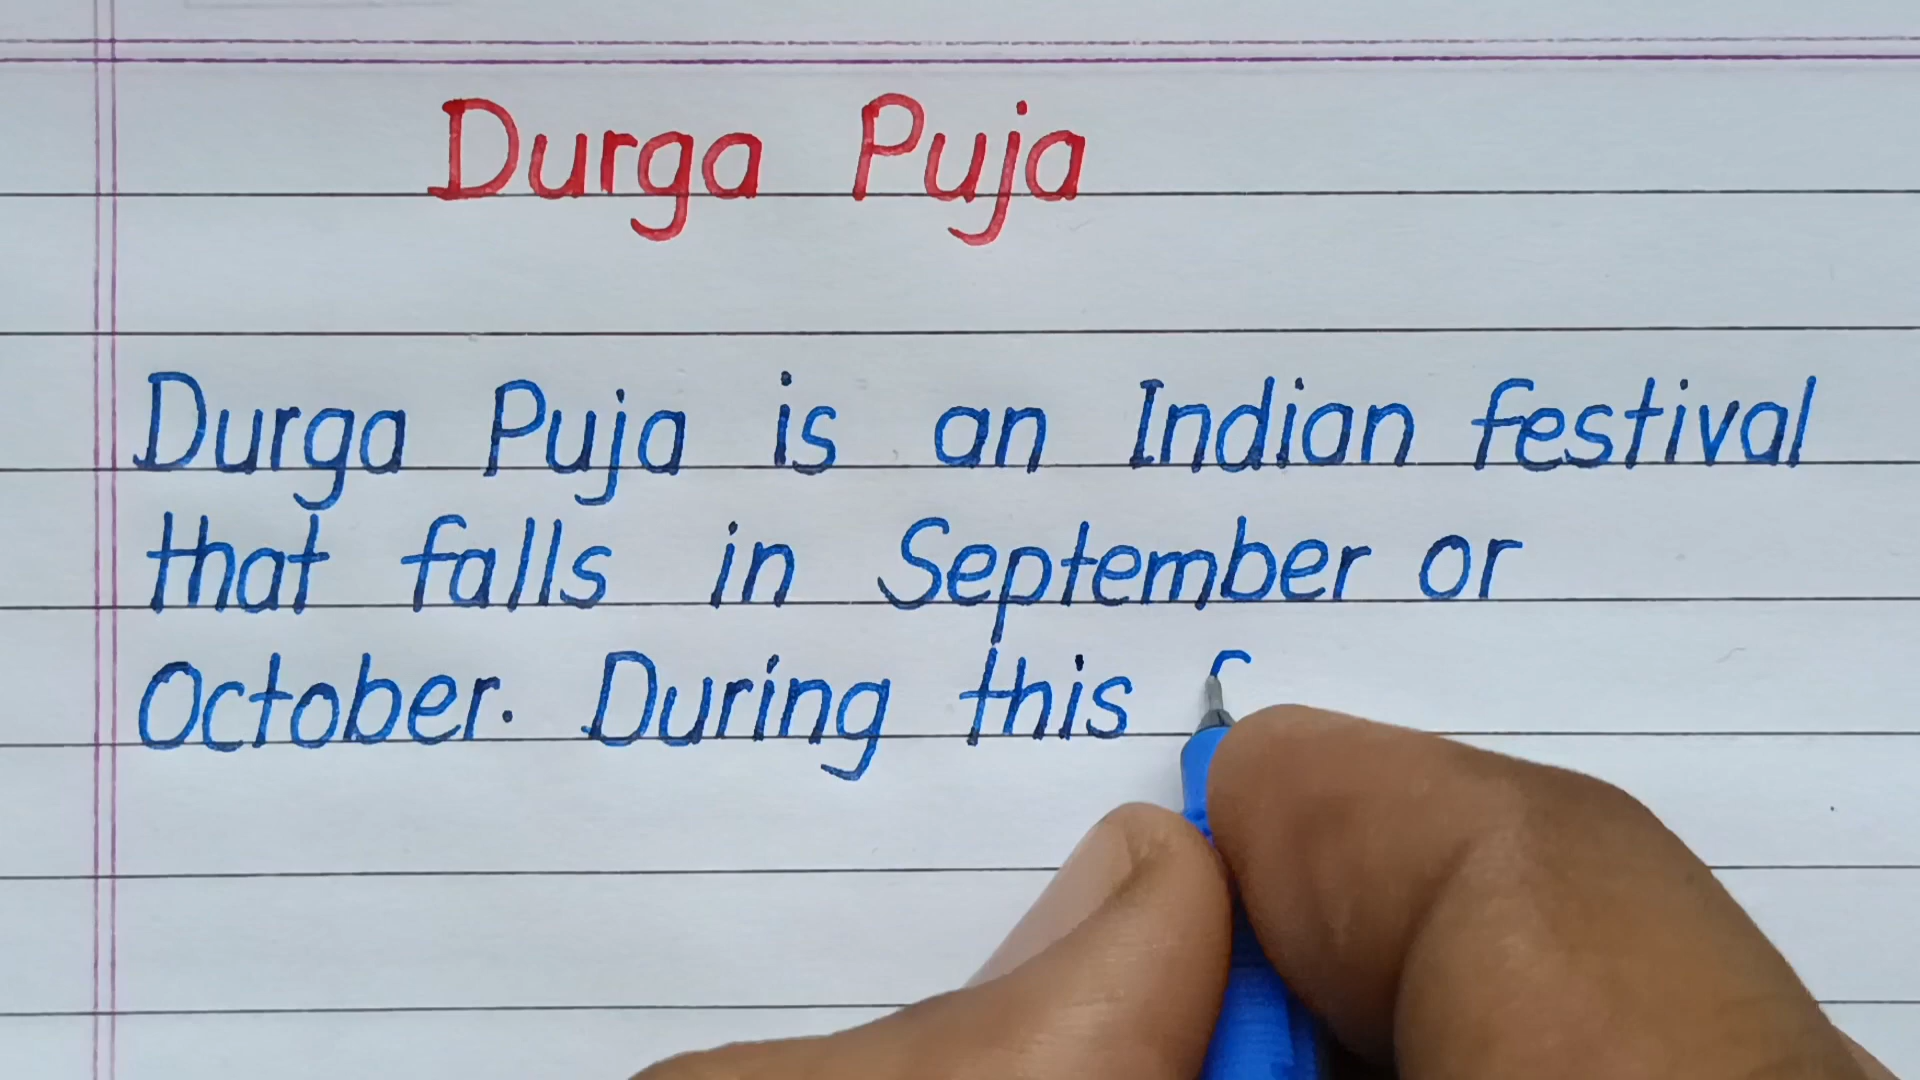 Durga Puja
Durga Puja is an Indian festival
that falls in September or
October. During this